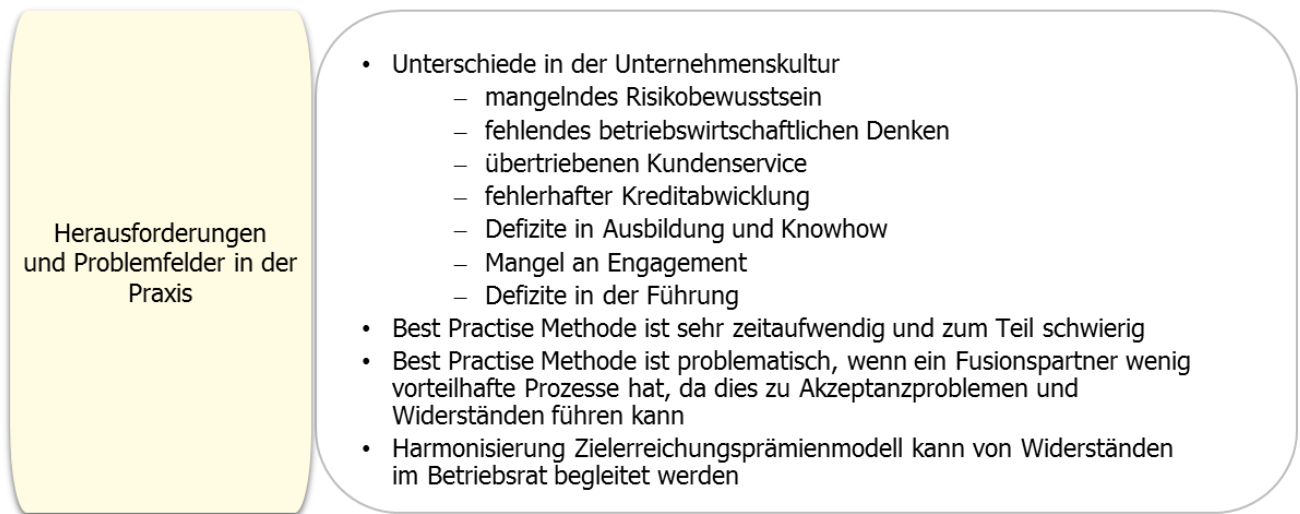 Herausforderungen
und Problemfelder in der
Praxis
• Unterschiede in der Unternehmenskultur
– mangelndes Risikobewusstsein
– fehlendes betriebswirtschaftlichen Denken
– übertriebenen Kundenservice
– fehlerhafter Kreditabwicklung
– Defizite in Ausbildung und Knowhow
– Mangel an Engagement
– Defizite in der Führung
• Best Practise Methode ist sehr zeitaufwendig und zum Teil schwierig
• Best Practise Methode ist problematisch, wenn ein Fusionspartner wenig
vorteilhafte Prozesse hat, da dies zu Akzeptanzproblemen und
Widerständen führen kann
• Harmonisierung Zielerreichungsprämienmodell kann von Widerständen
im Betriebsrat begleitet werden